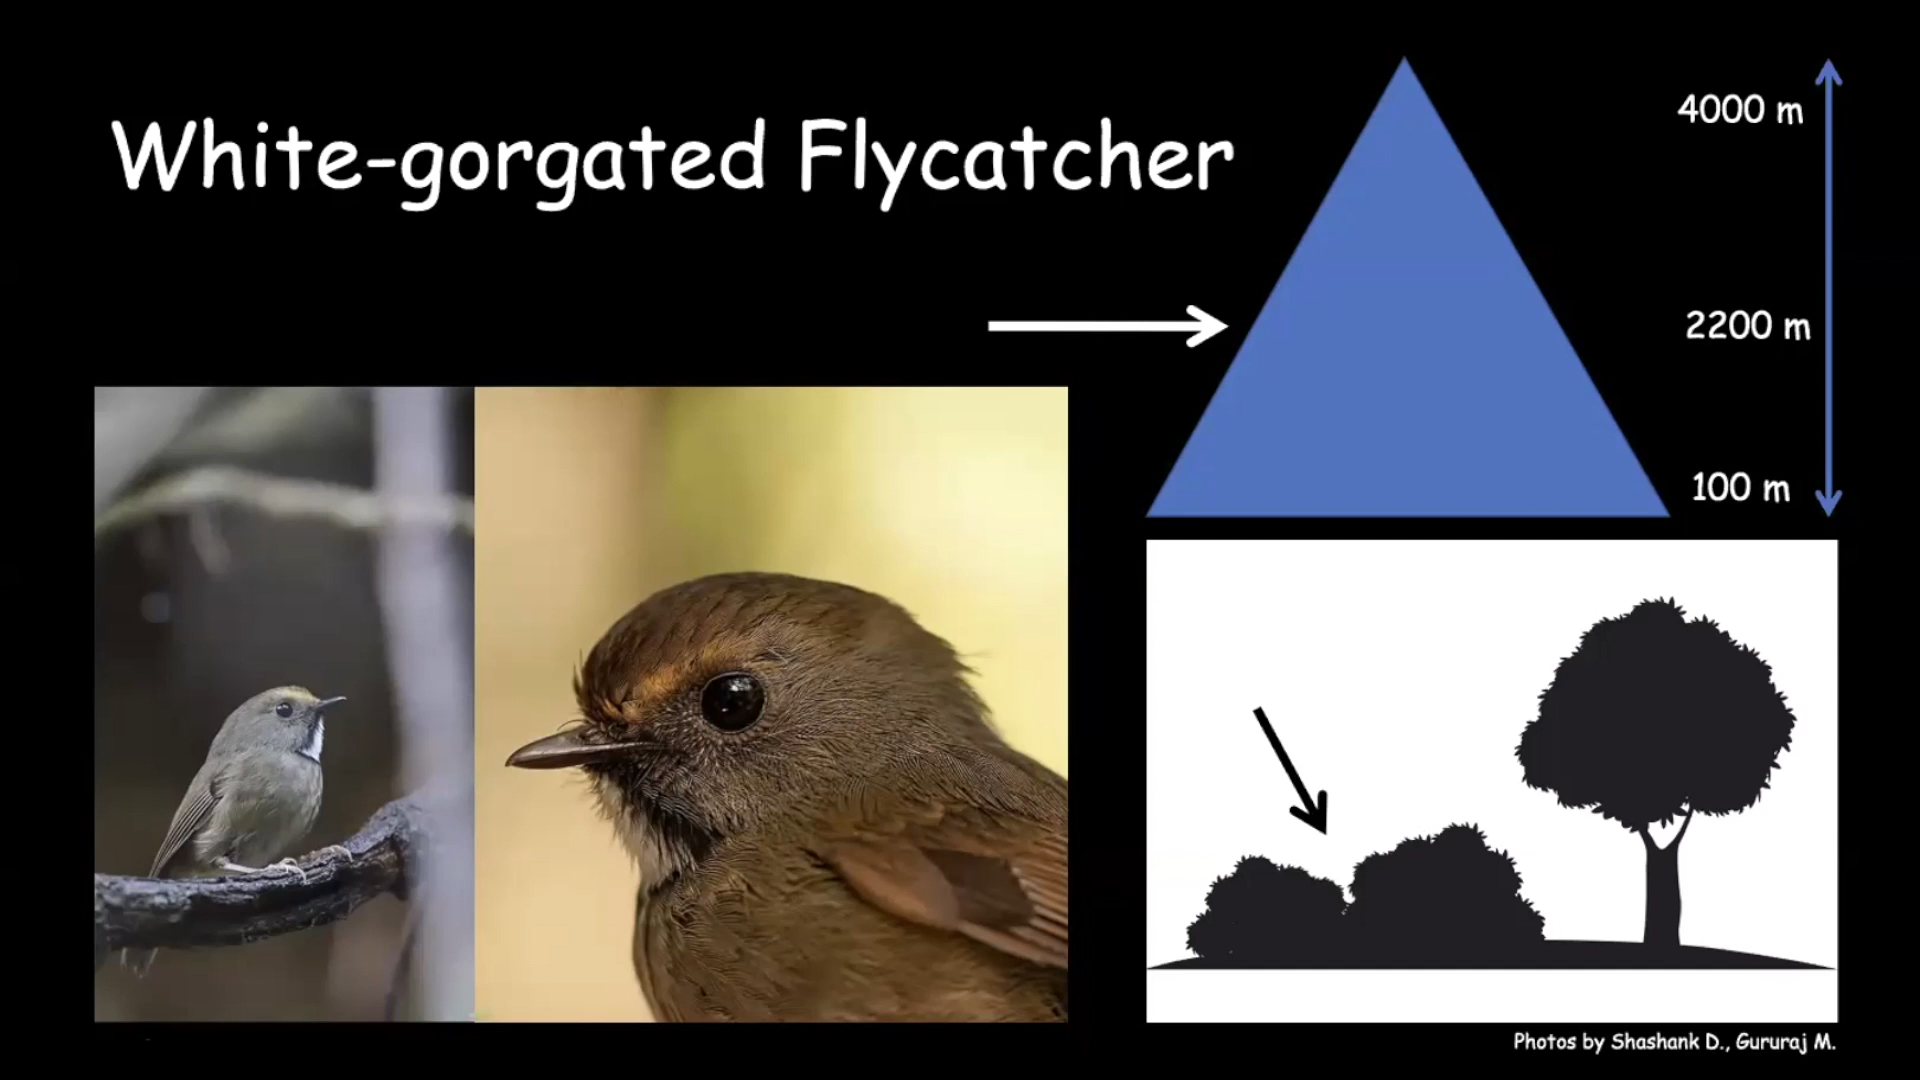 White-gorgated Flycatcher
4000 m
2200 m
100 m
Photos by Shashank D., Gururaj M.